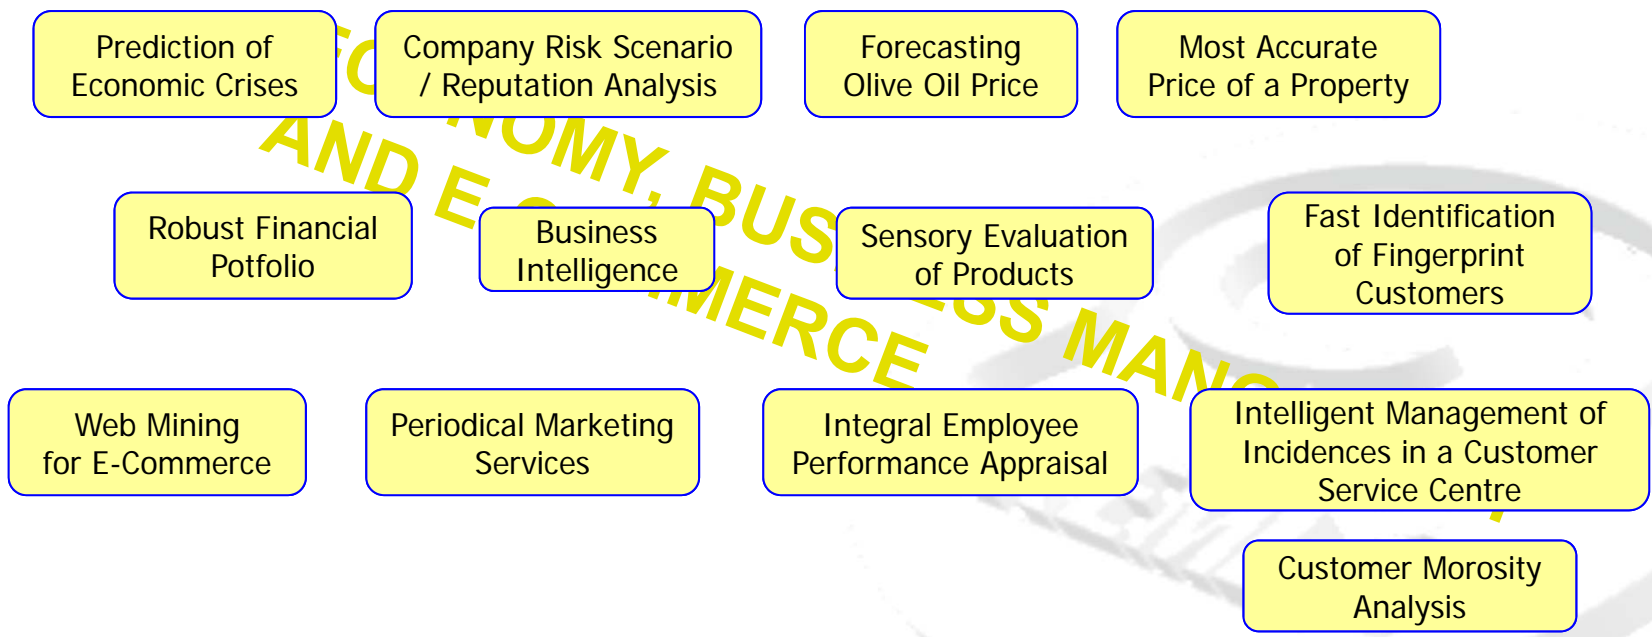 Prediction of
Economic Crises
Company Risk Scenario
/ Reputation Analysis
Forecasting
Olive Oil Price
Most Accurate
Price of a Property
AND E
Robust Financial
Potfolio
Business
Intelligence
Sensory Evaluation
of Products
Fast Identification
of Fingerprint
Customers
Web Mining
for E-Commerce
Periodical Marketing
Services
Integral Employee
Performance Appraisal
Intelligent Management of
Incidences in a Customer
Service Centre
Customer Morosity
Analysis